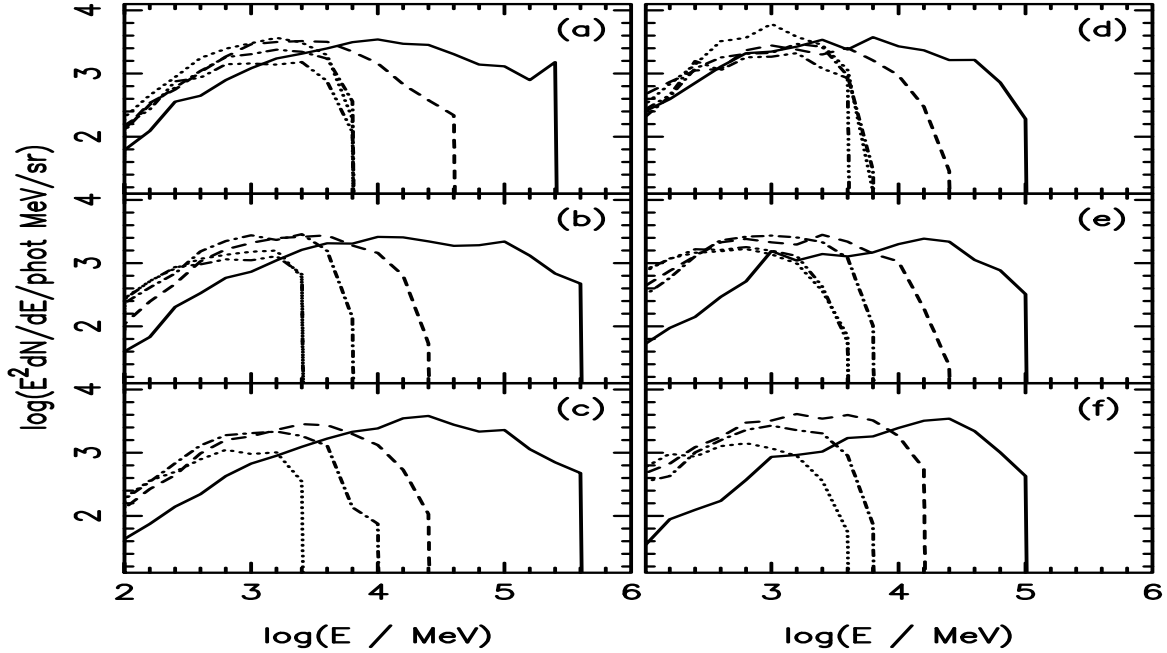 4
(a)
(d)
3
2
4
(b)
(e)
3
2
4
(c)
(f)
3
2
log(E²dN/dE/phot MeV/sr)
2 3 4 5 6 3 4 5 6
log(E / MeV) log(E / MeV)